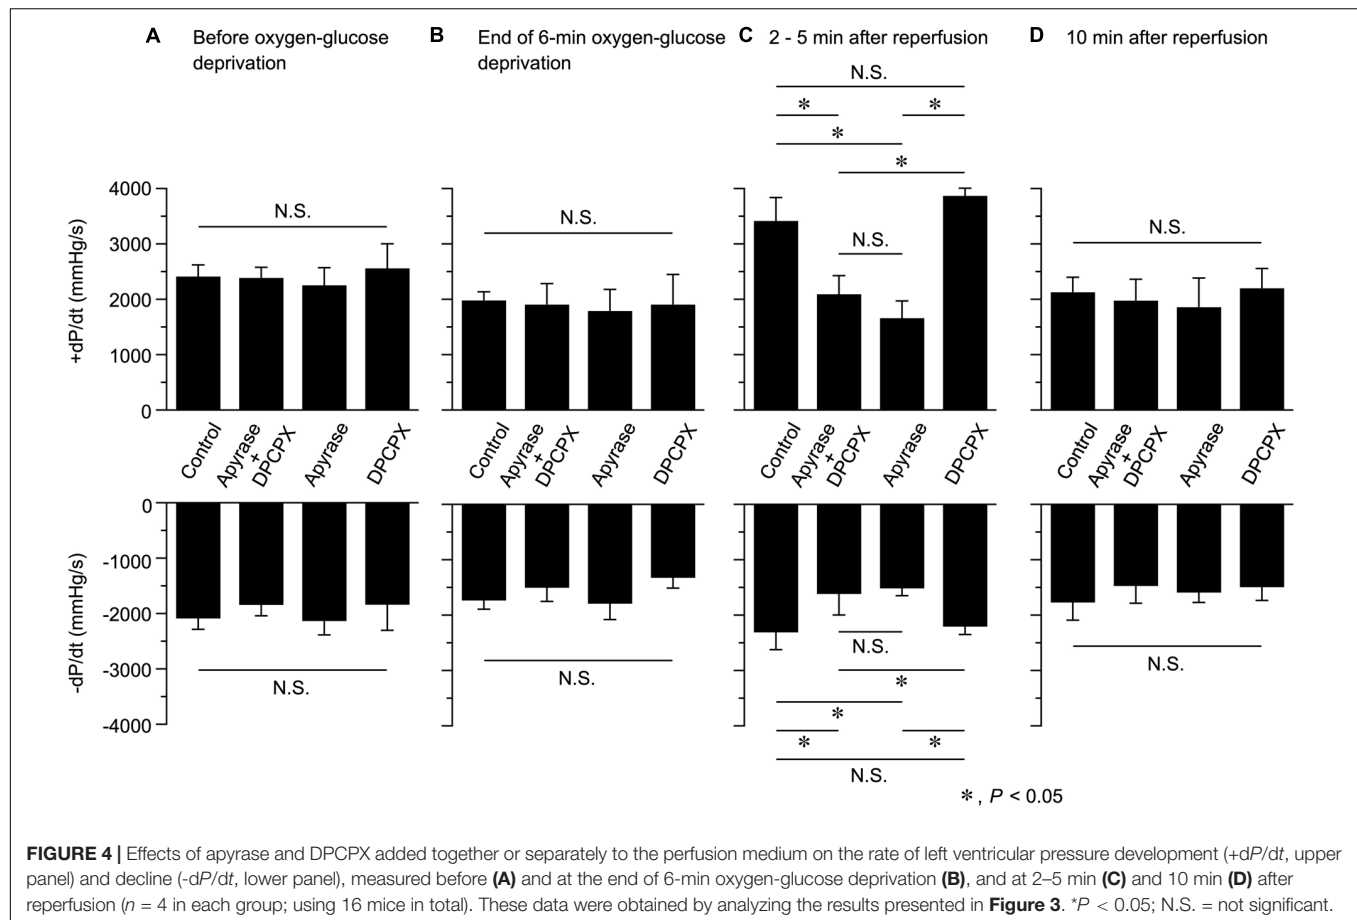 A Before oxygen-glucose
deprivation
B End of 6-min oxygen-glucose
deprivation
C 2 - 5 min after reperfusion
D 10 min after reperfusion
+dP/dt (mmHg/s)
4000
3000
2000
1000
0
N.S.
N.S.
N.S.
*
*
*
*
N.S.
N.S.
Control
Apyrase
+
DPCPX
Apyrase
DPCPX
Control
Apyrase
+
DPCPX
Apyrase
DPCPX
Control
Apyrase
+
DPCPX
Apyrase
DPCPX
Control
Apyrase
+
DPCPX
Apyrase
DPCPX
-dP/dt (mmHg/s)
0
-1000
-2000
-3000
-4000
N.S.
N.S.
N.S.
*
*
*
*
N.S.
N.S.
*, P < 0.05
FIGURE 4 | Effects of apyrase and DPCPX added together or separately to the perfusion medium on the rate of left ventricular pressure development (+dP/dt, upper
panel) and decline (-dP/dt, lower panel), measured before (A) and at the end of 6-min oxygen-glucose deprivation (B), and at 2–5 min (C) and 10 min (D) after
reperfusion (n = 4 in each group; using 16 mice in total). These data were obtained by analyzing the results presented in Figure 3. *P < 0.05; N.S. = not significant.